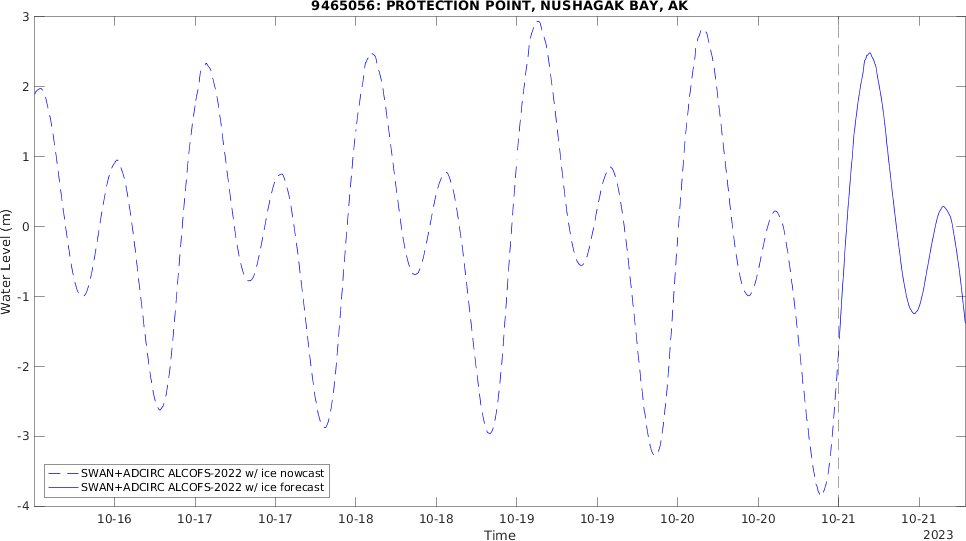 9465056: PROTECTION POINT, NUSHAGAK BAY, AK
Water Level (m)
3
2
1
0
-1
-2
-3
-4
SWAN+ADCIRC ALCOFS-2022 w/ ice nowcast
SWAN+ADCIRC ALCOFS-2022 w/ ice forecast
10-16 10-17 10-17 10-18 10-18 10-19 10-19 10-20 10-20 10-21 10-21
Time
2023